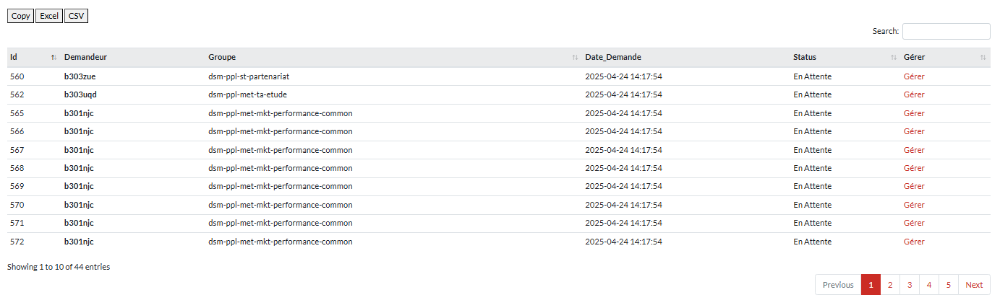 Copy Excel CSV
Search:
Id Demandeur Groupe Date_Demande Status Gérer
560 b303zue dsm-ppl-st-partenariat 2025-04-24 14:17:54 En Attente Gérer
562 b303uqd dsm-ppl-met-ta-etude 2025-04-24 14:17:54 En Attente Gérer
565 b301njc dsm-ppl-met-mkt-performance-common 2025-04-24 14:17:54 En Attente Gérer
566 b301njc dsm-ppl-met-mkt-performance-common 2025-04-24 14:17:54 En Attente Gérer
567 b301njc dsm-ppl-met-mkt-performance-common 2025-04-24 14:17:54 En Attente Gérer
568 b301njc dsm-ppl-met-mkt-performance-common 2025-04-24 14:17:54 En Attente Gérer
569 b301njc dsm-ppl-met-mkt-performance-common 2025-04-24 14:17:54 En Attente Gérer
570 b301njc dsm-ppl-met-mkt-performance-common 2025-04-24 14:17:54 En Attente Gérer
571 b301njc dsm-ppl-met-mkt-performance-common 2025-04-24 14:17:54 En Attente Gérer
572 b301njc dsm-ppl-met-mkt-performance-common 2025-04-24 14:17:54 En Attente Gérer
Showing 1 to 10 of 44 entries
Previous 1 2 3 4 5 Next